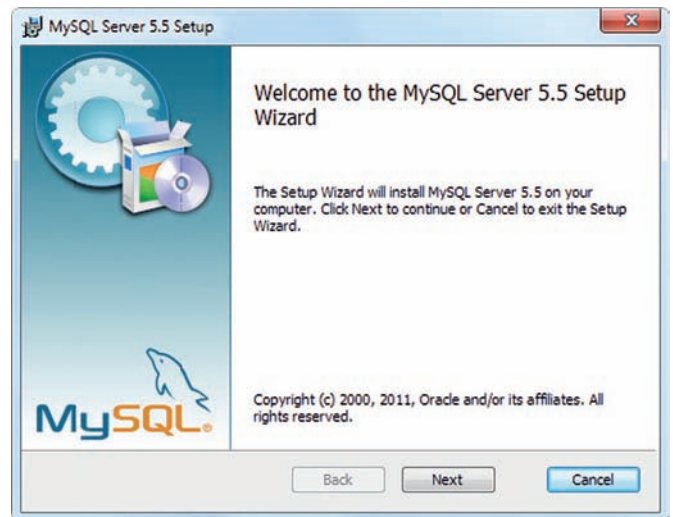 MySQL Server 5.5 Setup
Welcome to the MySQL Server 5.5 Setup
Wizard
The Setup Wizard will install MySQL Server 5.5 on your
computer. Click Next to continue or Cancel to exit the Setup
Wizard.
Copyright (c) 2000, 2011, Oracle and/or its affiliates. All
rights reserved.
MySQL®
Back
Next
Cancel